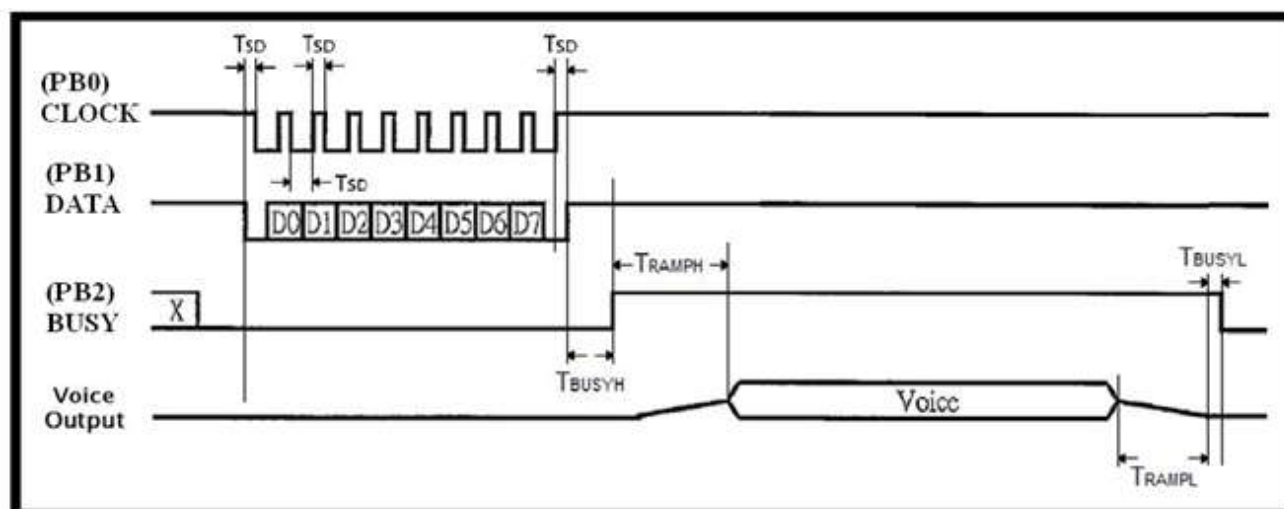 TSD TSD TSD
(PB0)
CLOCK
(PB1)
DATA
TSD
D0 D1 D2 D3 D4 D5 D6 D7
TRAMPH
TBUSYL
(PB2)
BUSY
X
TBUSYH
Voice
Output
Voice
TRAMPL